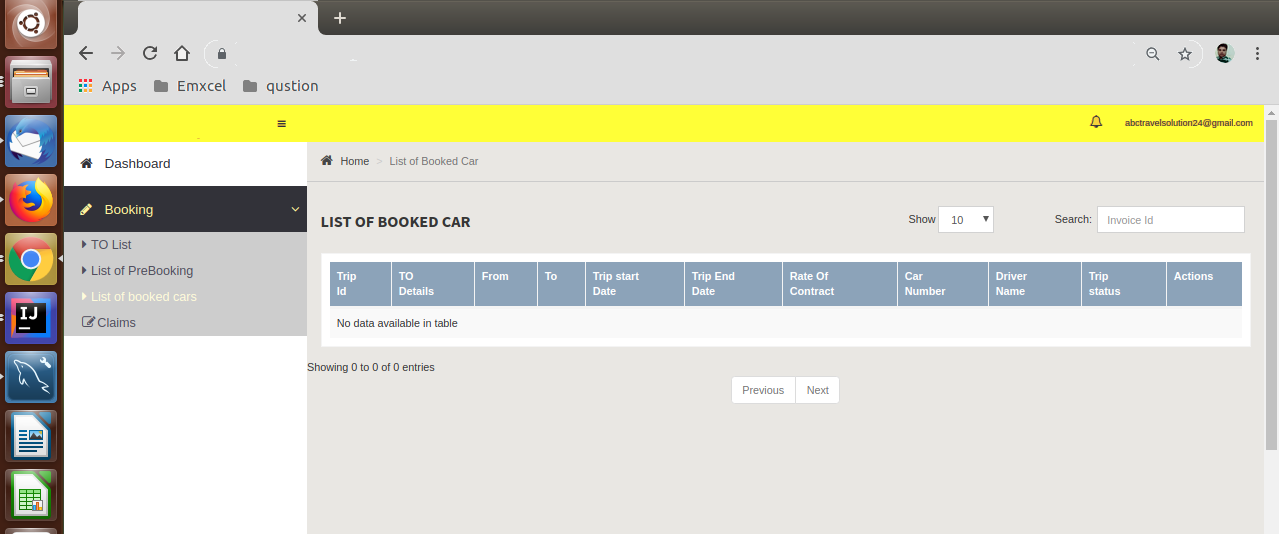 Apps Emxcel qustion
abctravelsolution24@gmail.com
Dashboard
Home > List of Booked Car
Booking
LIST OF BOOKED CAR
Show 10 Search: Invoice Id
TO List
List of PreBooking
List of booked cars
Claims
Trip Id TO Details From To Trip start Date Trip End Date Rate Of Contract Car Number Driver Name Trip status Actions
No data available in table
Showing 0 to 0 of 0 entries
Previous Next
IJ